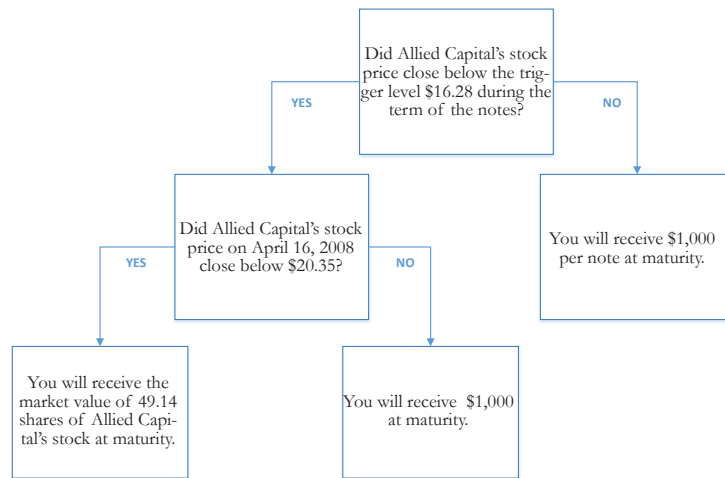 Did Allied Capital's stock
price close below the trig-
ger level $16.28 during the
term of the notes?
YES
NO
Did Allied Capital's stock
price on April 16, 2008
close below $20.35?
You will receive $1,000
per note at maturity.
YES
NO
You will receive the
market value of 49.14
shares of Allied Capi-
tal's stock at maturity.
You will receive  $1,000
at maturity.